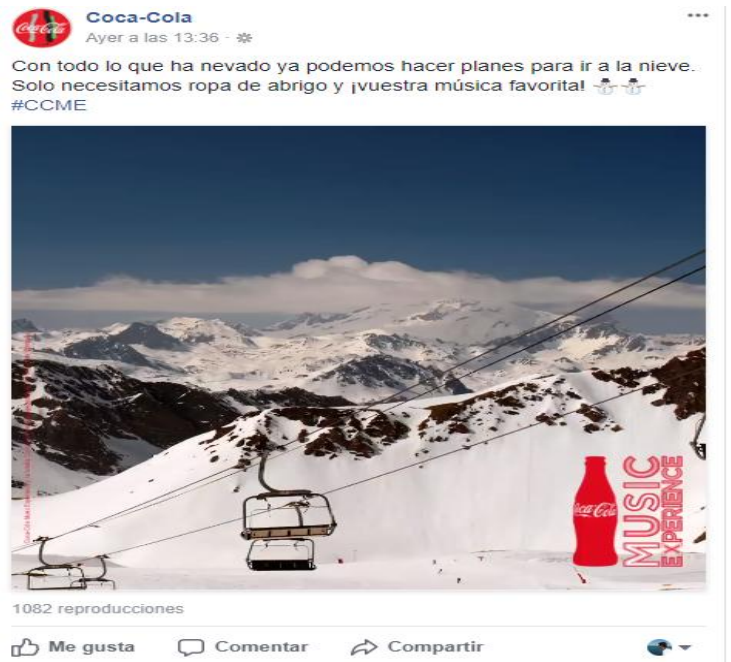 Coca-Cola
Ayer a las 13:36 ·
Con todo lo que ha nevado ya podemos hacer planes para ir a la nieve.
Solo necesitamos ropa de abrigo y ¡vuestra música favorita! ⛄⛄
#CCME
Coca-Cola
MUSIC
EXPERIENCE
1082 reproducciones
Me gusta
Comentar
Compartir